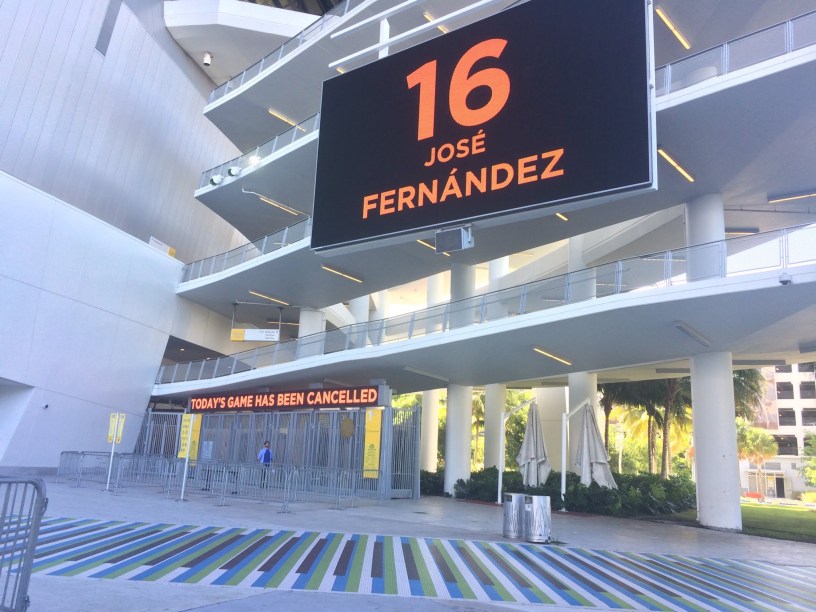 16
JOSÉ
FERNÁNDEZ
TODAY'S GAME HAS BEEN CANCELLED